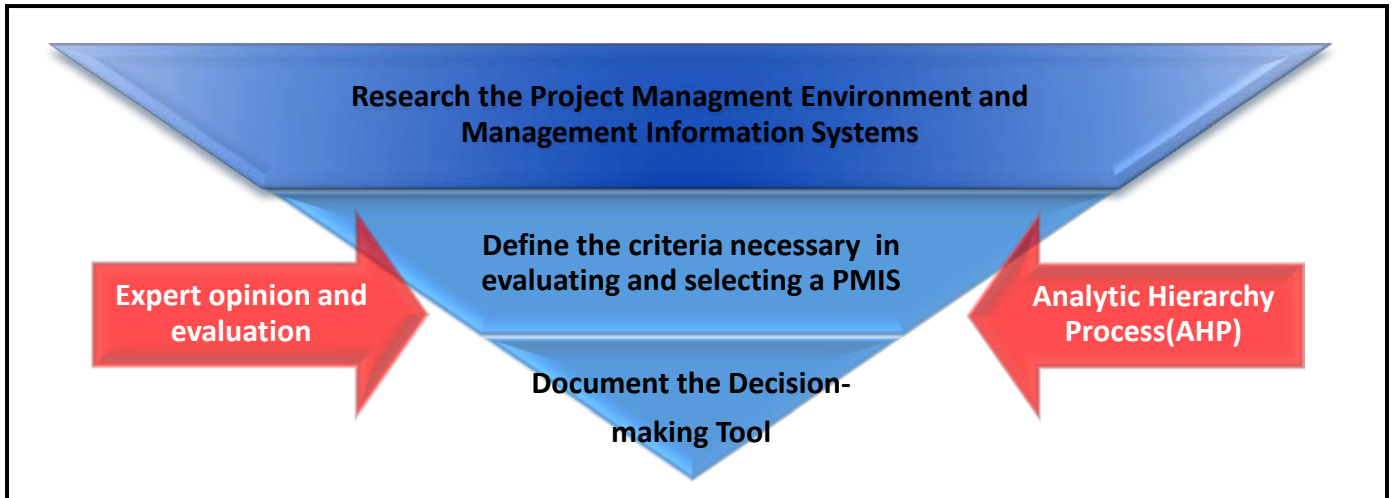 Research the Project Managment Environment and
Management Information Systems
Define the criteria necessary in
evaluating and selecting a PMIS
Expert opinion and
evaluation
Analytic Hierarchy
Process(AHP)
Document the Decision-
making Tool